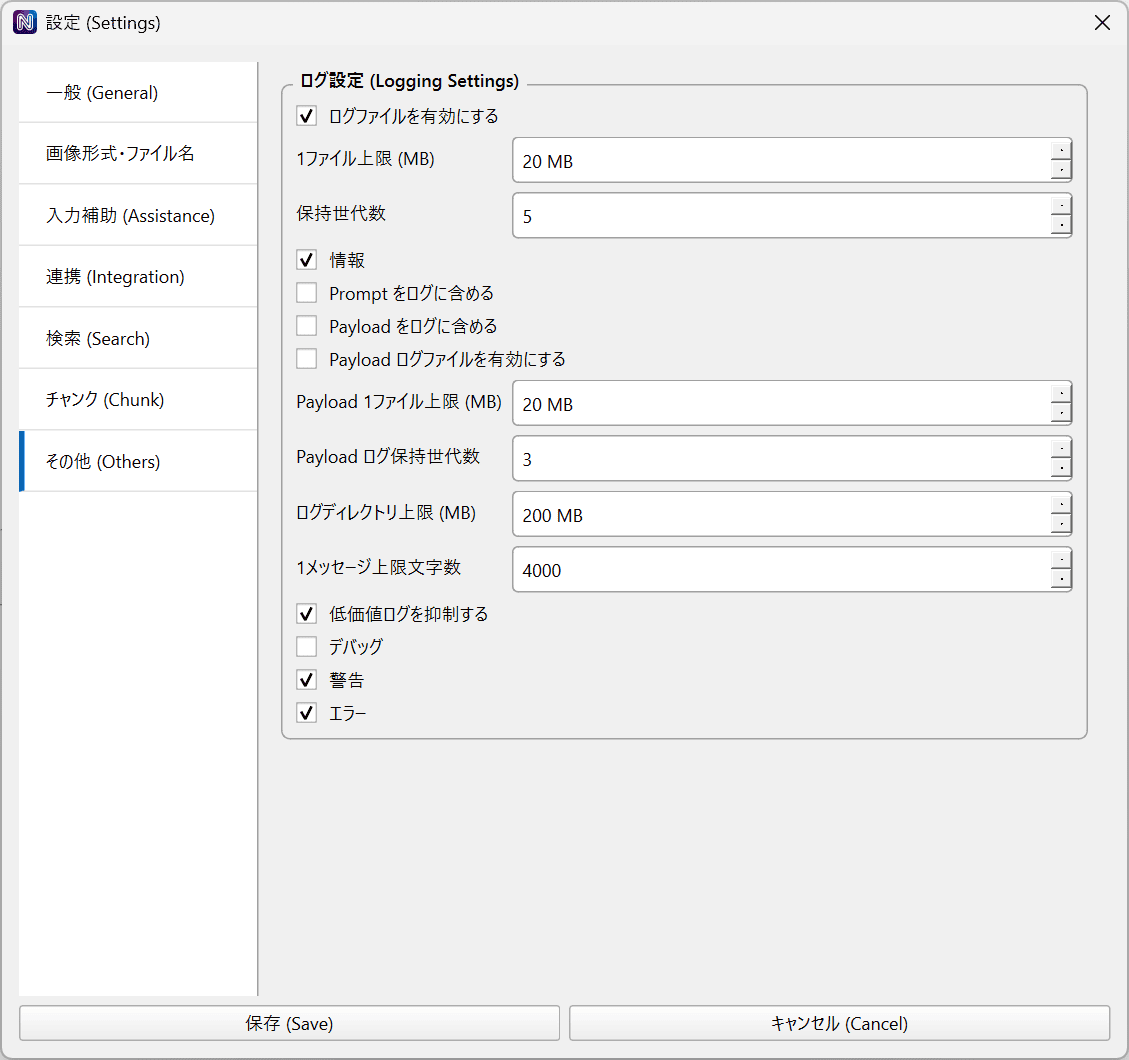 設定 (Settings)
一般 (General)
画像形式・ファイル名
入力補助 (Assistance)
連携 (Integration)
検索 (Search)
チャンク (Chunk)
その他 (Others)
ログ設定 (Logging Settings)
ログファイルを有効にする
1ファイル上限 (MB)
20 MB
保持世代数
5
情報
Prompt をログに含める
Payload をログに含める
Payload ログファイルを有効にする
Payload 1ファイル上限 (MB)
20 MB
Payload ログ保持世代数
3
ログディレクトリ上限 (MB)
200 MB
1メッセージ上限文字数
4000
低価値ログを抑制する
デバッグ
警告
エラー
保存 (Save)
キャンセル (Cancel)